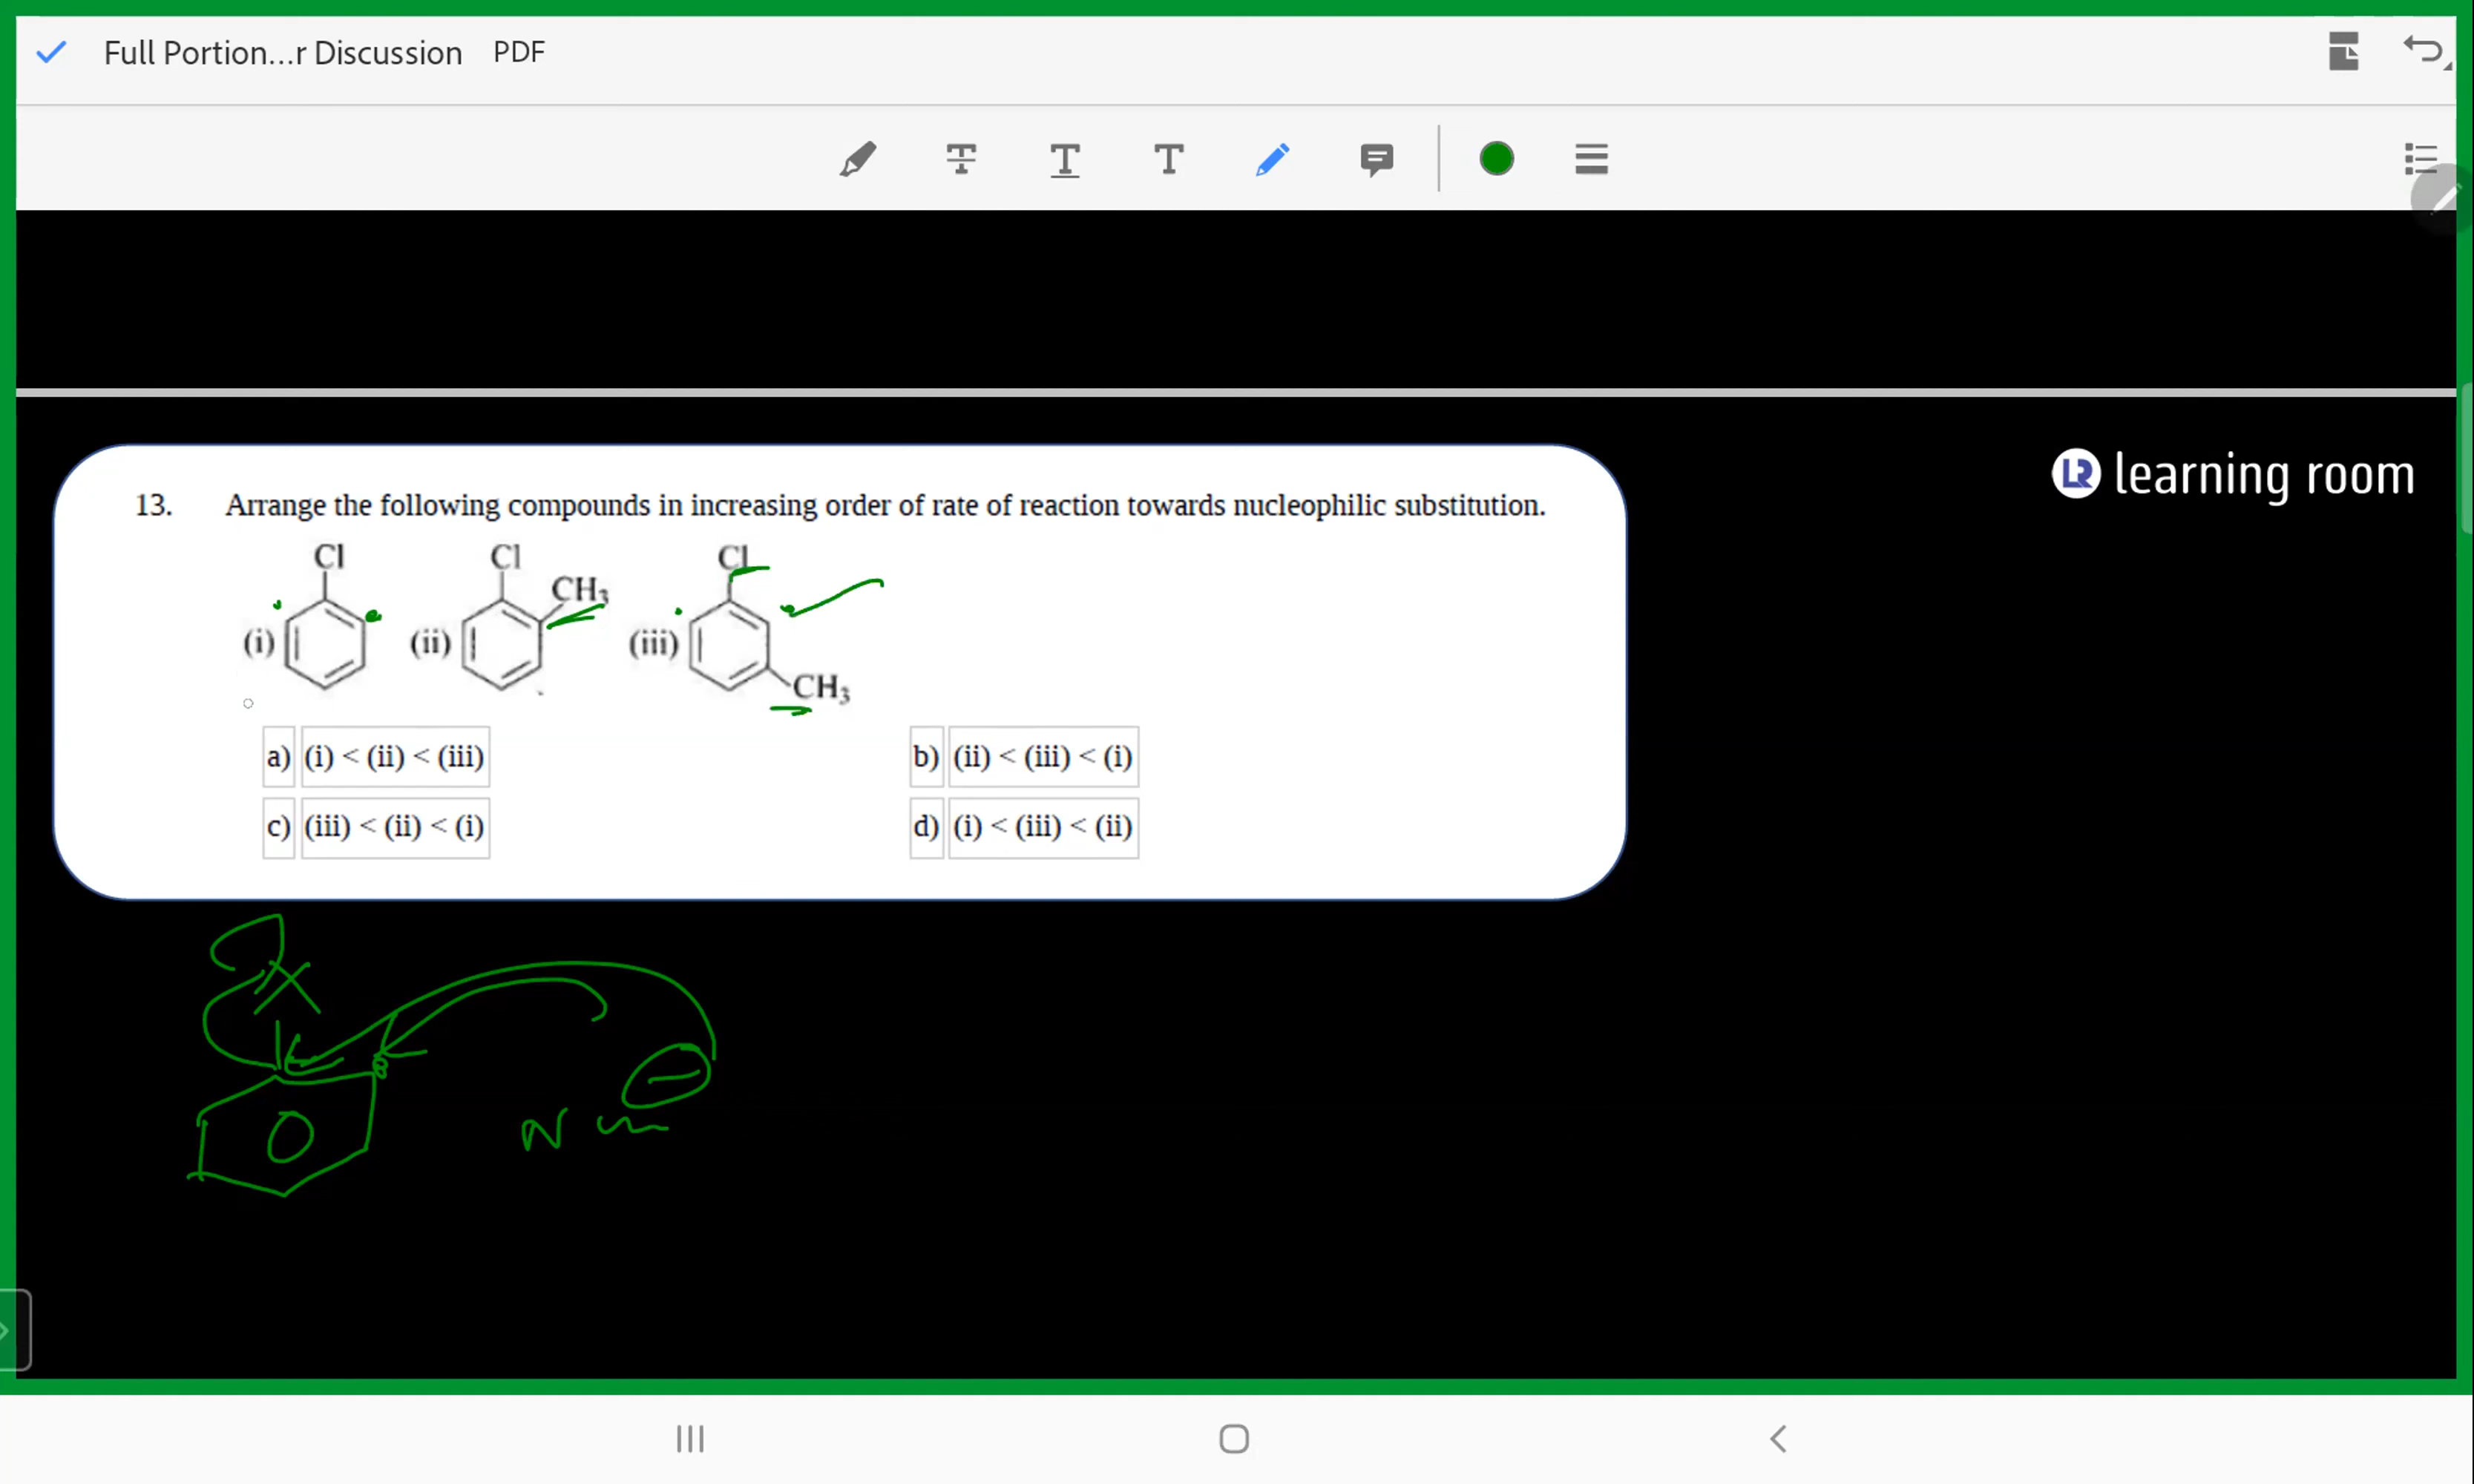 Full Portion...r Discussion PDF
learning room
13. Arrange the following compounds in increasing order of rate of reaction towards nucleophilic substitution.
Cl Cl Cl
CH₃
(i) (ii) (iii)
CH₃
a) (i) < (ii) < (iii) b) (ii) < (iii) < (i)
c) (iii) < (ii) < (i) d) (i) < (iii) < (ii)
X